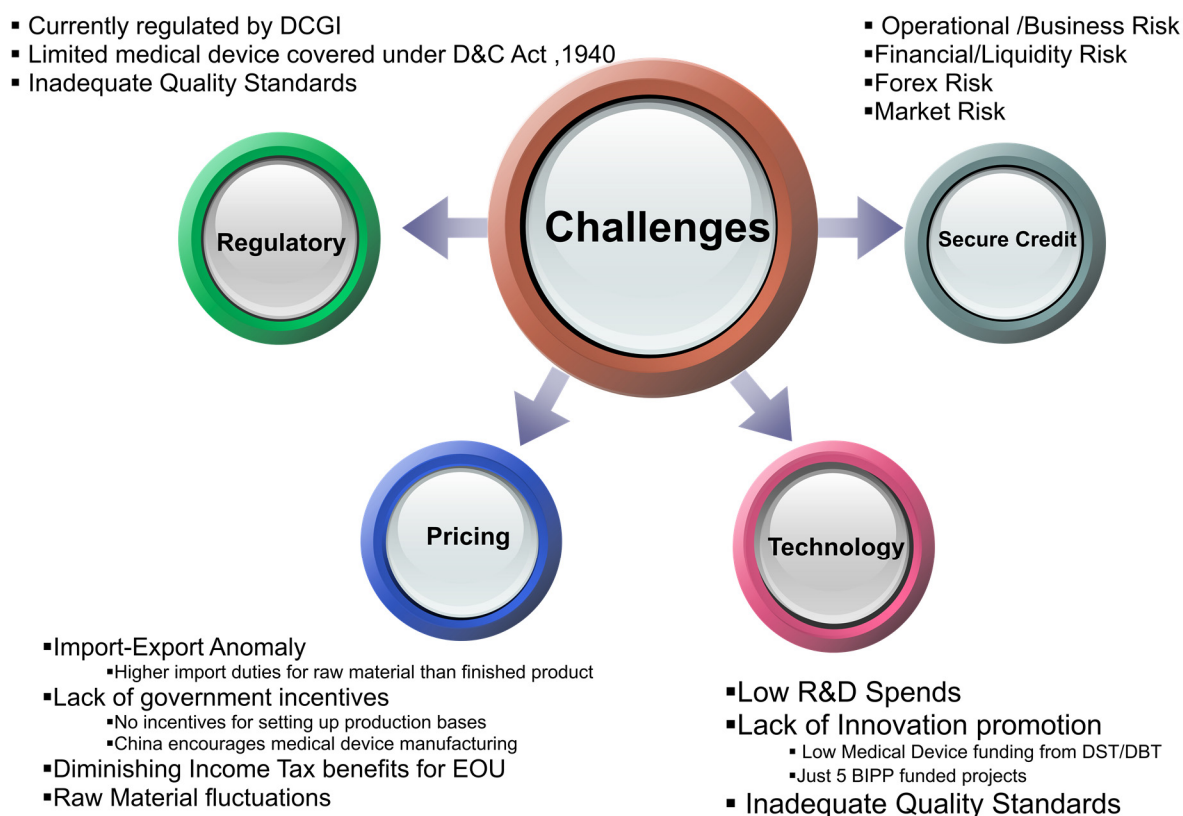 ▪ Currently regulated by DCGI
▪ Limited medical device covered under D&C Act ,1940
▪ Inadequate Quality Standards
▪ Operational /Business Risk
▪Financial/Liquidity Risk
▪Forex Risk
▪Market Risk
Challenges
Regulatory
Secure Credit
Pricing
Technology
▪Import-Export Anomaly
▪Higher import duties for raw material than finished product
▪Lack of government incentives
▪No incentives for setting up production bases
▪China encourages medical device manufacturing
▪Diminishing Income Tax benefits for EOU
▪Raw Material fluctuations
▪Low R&D Spends
▪Lack of Innovation promotion
▪ Low Medical Device funding from DST/DBT
▪Just 5 BIPP funded projects
▪ Inadequate Quality Standards